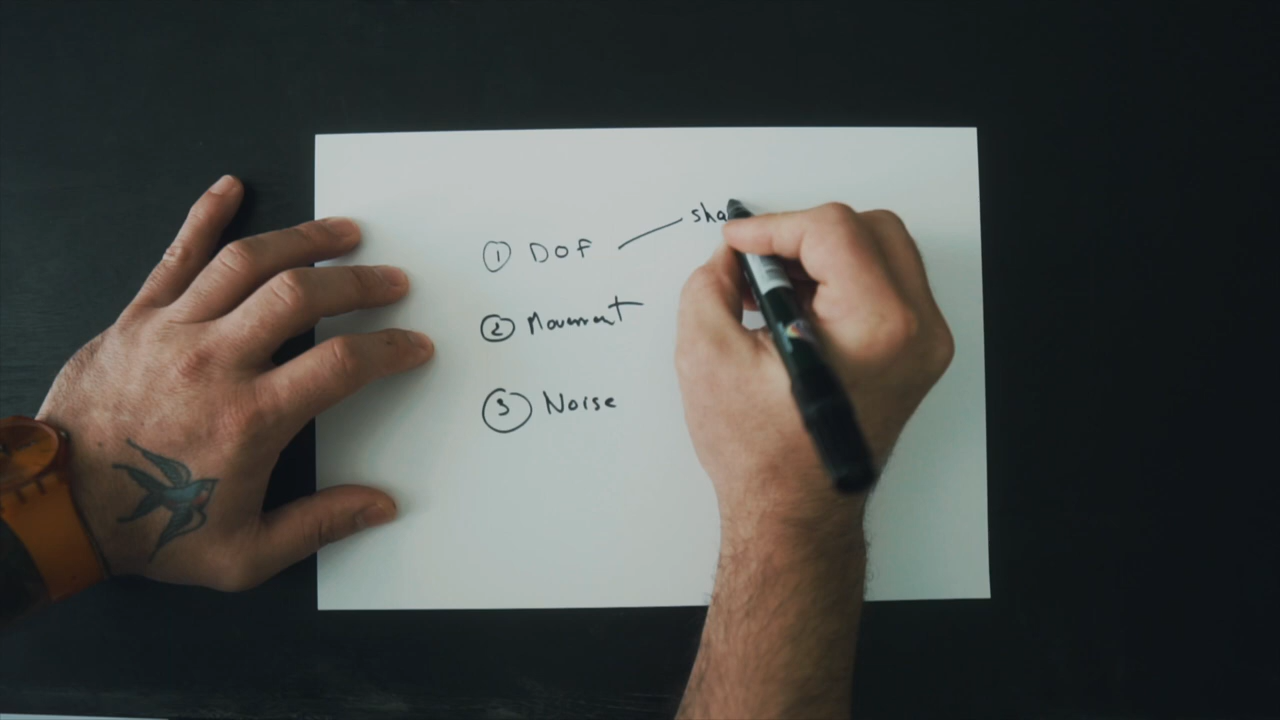 ① DOF — sha
② Movement
③ Noise